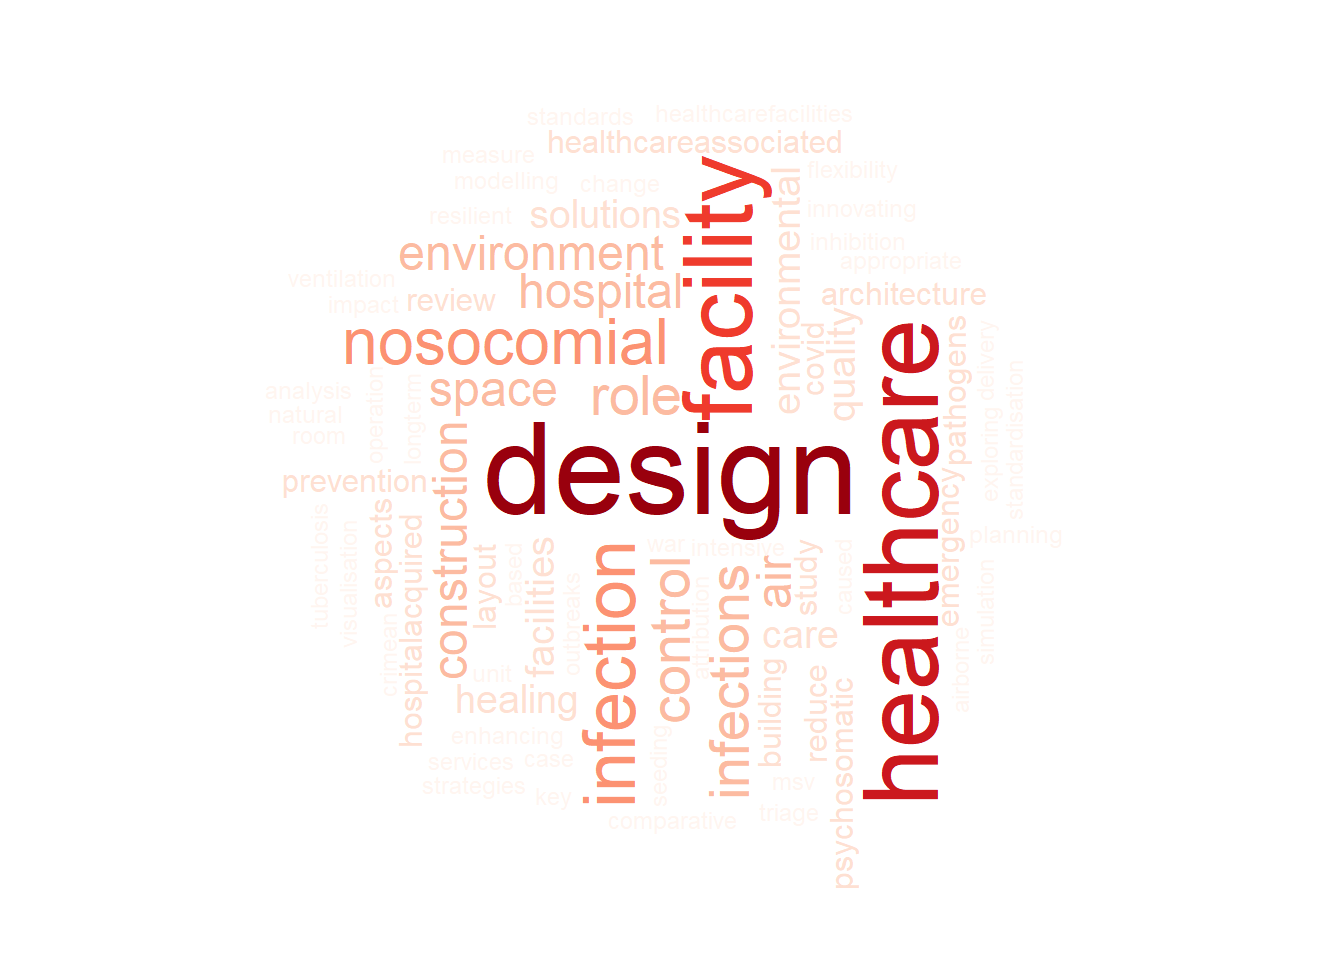 standards
healthcarefacilities
healthcareassociated
measure
modelling
change
flexibility
resilient
solutions
innovating
environment
inhibition
ventilation
hospital
appropriate
impact
review
architecture
facility
environmental
nosocomial
covid
quality
space
role
healthcare
pathogens
delivery
exploring
standardisation
analysis
natural
room
operation
longterm
design
prevention
construction
emergency
tuberculosis
visualisation
aspects
hospitalacquired
crimean
layout
based
facilities
outbreaks
infection
war
intensive
control
attribution
infections
air
study
caused
planning
simulation
airborne
care
unit
healing
building
reduce
psychosomatic
enhancing
services
case
strategies
key
seeding
msv
comparative
triage